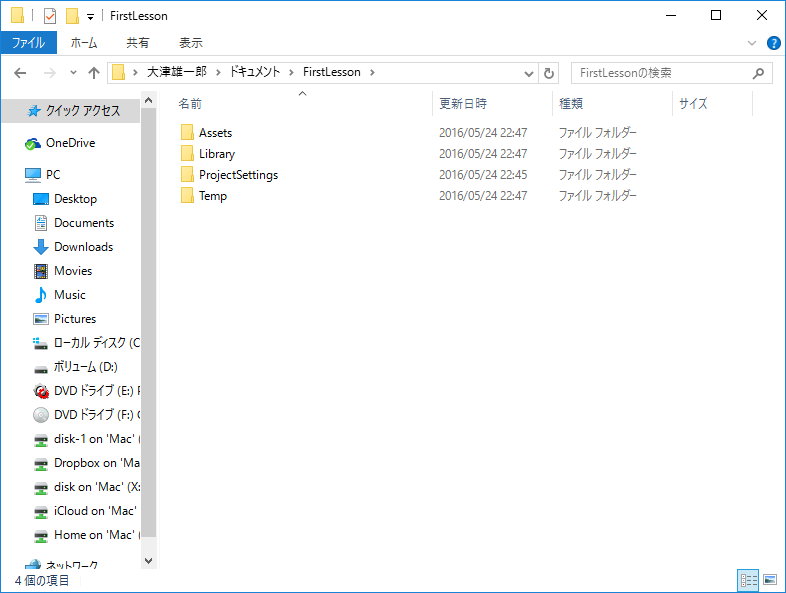 FirstLesson
ファイル ホーム 共有 表示
大津雄一郎 ドキュメント FirstLesson
FirstLessonの検索
クイック アクセス
OneDrive
PC
Desktop
Documents
Downloads
Movies
Music
Pictures
ローカル ディスク (C
ボリューム (D:)
DVD ドライブ (E:)
DVD ドライブ (F:)
disk-1 on 'Mac' (
Dropbox on 'Ma
disk on 'Mac' (X:
iCloud on 'Mac'
Home on 'Mac' (
ネットワーク
名前 更新日時 種類 サイズ
Assets 2016/05/24 22:47 ファイル フォルダー
Library 2016/05/24 22:47 ファイル フォルダー
ProjectSettings 2016/05/24 22:45 ファイル フォルダー
Temp 2016/05/24 22:47 ファイル フォルダー
4 個の項目